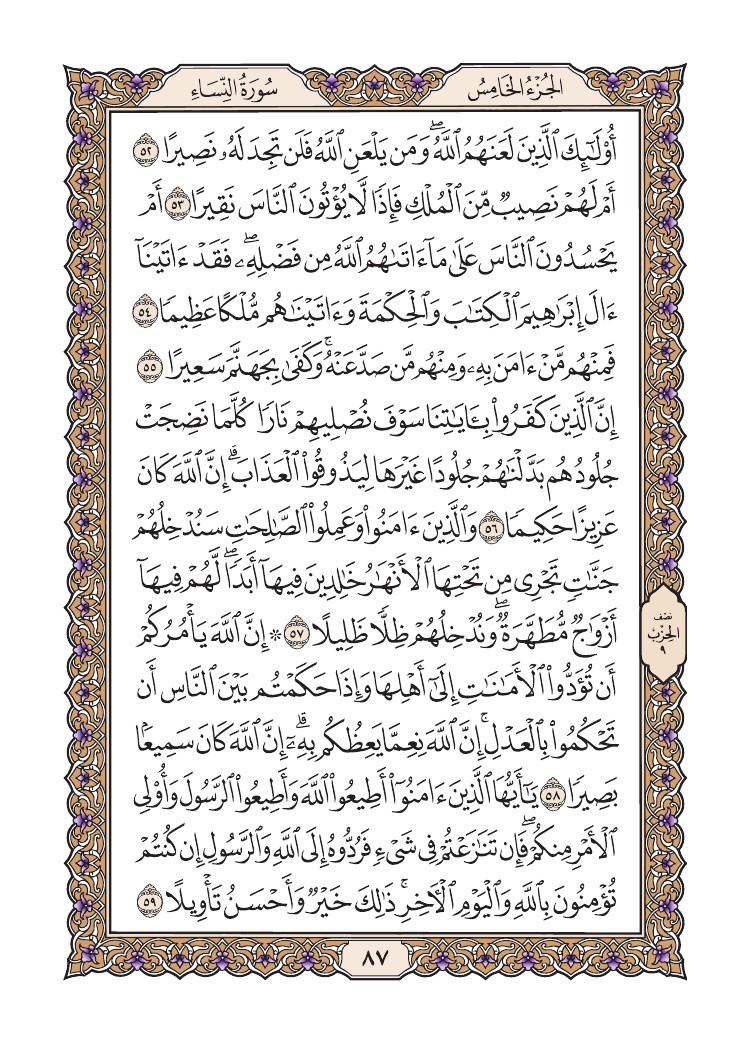 الجُزْءُ الخَامِسُ
سُورَةُ النِّسَاءِ
أُو۟لَٰٓئِكَ ٱلَّذِينَ لَعَنَهُمُ ٱللَّهُۖ وَمَن يَلْعَنِ ٱللَّهُ فَلَن تَجِدَ لَهُۥ نَصِيرًا ٥٢
أَمْ لَهُمْ نَصِيبٌ مِّنَ ٱلْمُلْكِ فَإِذًا لَّا يُؤْتُونَ ٱلنَّاسَ نَقِيرًا ٥٣ أَمْ
يَحْسُدُونَ ٱلنَّاسَ عَلَىٰ مَآ ءَاتَىٰهُمُ ٱللَّهُ مِن فَضْلِهِۦۖ فَقَدْ ءَاتَيْنَآ
ءَالَ إِبْرَٰهِيمَ ٱلْكِتَٰبَ وَٱلْحِكْمَةَ وَءَاتَيْنَٰهُم مُّلْكًا عَظِيمًا ٥٤
فَمِنْهُم مَّنْ ءَامَنَ بِهِۦ وَمِنْهُم مَّن صَدَّ عَنْهُۚ وَكَفَىٰ بِجَهَنَّمَ سَعِيرًا ٥٥
إِنَّ ٱلَّذِينَ كَفَرُوا۟ بِـَٔايَٰتِنَا سَوْفَ نُصْلِيهِمْ نَارًا كُلَّمَا نَضِجَتْ
جُلُودُهُم بَدَّلْنَٰهُمْ جُلُودًا غَيْرَهَا لِيَذُوقُوا۟ ٱلْعَذَابَۗ إِنَّ ٱللَّهَ كَانَ
عَزِيزًا حَكِيمًا ٥٦ وَٱلَّذِينَ ءَامَنُوا۟ وَعَمِلُوا۟ ٱلصَّٰلِحَٰتِ سَنُدْخِلُهُمْ
جَنَّٰتٍ تَجْرِى مِن تَحْتِهَا ٱلْأَنْهَٰرُ خَٰلِدِينَ فِيهَآ أَبَدًاۖ لَّهُمْ فِيهَآ
أَزْوَٰجٌ مُّطَهَّرَةٌۖ وَنُدْخِلُهُمْ ظِلًّا ظَلِيلًا ٥٧ ۞ إِنَّ ٱللَّهَ يَأْمُرُكُمْ
أَن تُؤَدُّوا۟ ٱلْأَمَٰنَٰتِ إِلَىٰٓ أَهْلِهَا وَإِذَا حَكَمْتُم بَيْنَ ٱلنَّاسِ أَن
تَحْكُمُوا۟ بِٱلْعَدْلِۚ إِنَّ ٱللَّهَ نِعِمَّا يَعِظُكُم بِهِۦٓۗ إِنَّ ٱللَّهَ كَانَ سَمِيعًۢا
بَصِيرًا ٥٨ يَٰٓأَيُّهَا ٱلَّذِينَ ءَامَنُوٓا۟ أَطِيعُوا۟ ٱللَّهَ وَأَطِيعُوا۟ ٱلرَّسُولَ وَأُو۟لِى
ٱلْأَمْرِ مِنكُمْۖ فَإِن تَنَٰزَعْتُمْ فِى شَىْءٍ فَرُدُّوهُ إِلَى ٱللَّهِ وَٱلرَّسُولِ إِن كُنتُمْ
تُؤْمِنُونَ بِٱللَّهِ وَٱلْيَوْمِ ٱلْـَٔاخِرِۚ ذَٰلِكَ خَيْرٌ وَأَحْسَنُ تَأْوِيلًا ٥٩
نصف
الحزب
٩
٨٧